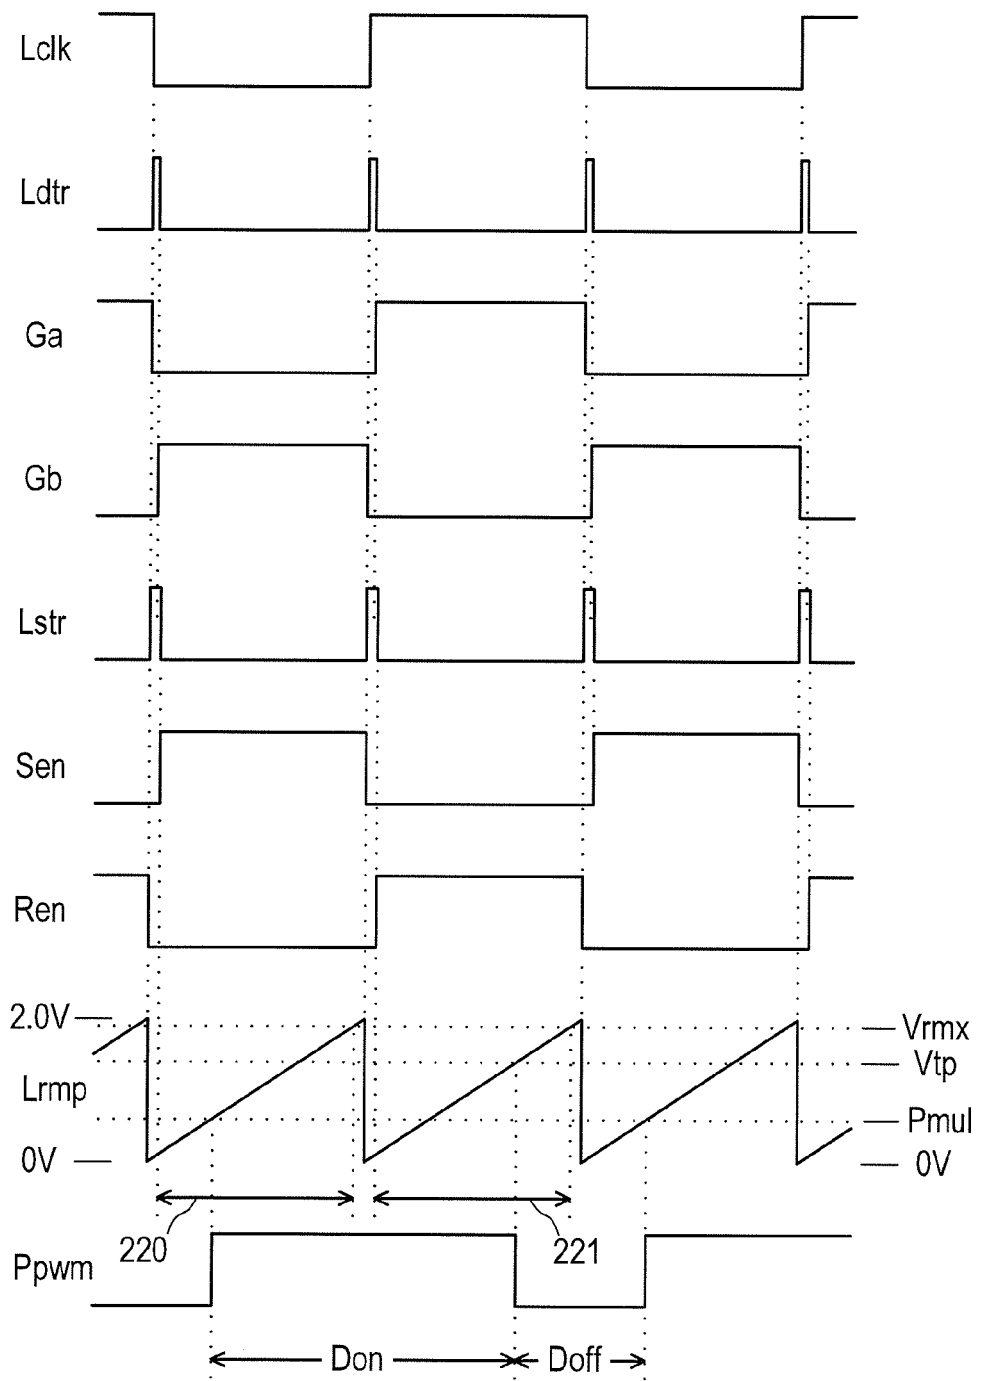 Lclk
Ldtr
Ga
Gb
Lstr
Sen
Ren
2.0V
Vrmx
Vtp
Lrmp
Pmul
0V
0V
220
221
Ppwm
Don
Doff